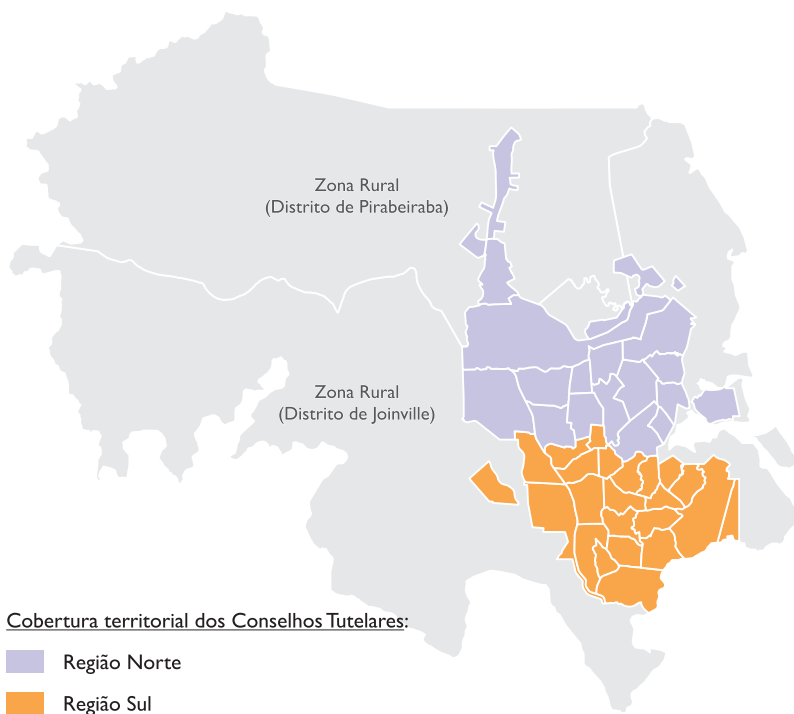 Zona Rural
(Distrito de Pirabeiraba)
Zona Rural
(Distrito de Joinville)
Cobertura territorial dos Conselhos Tutelares:
Região Norte
Região Sul